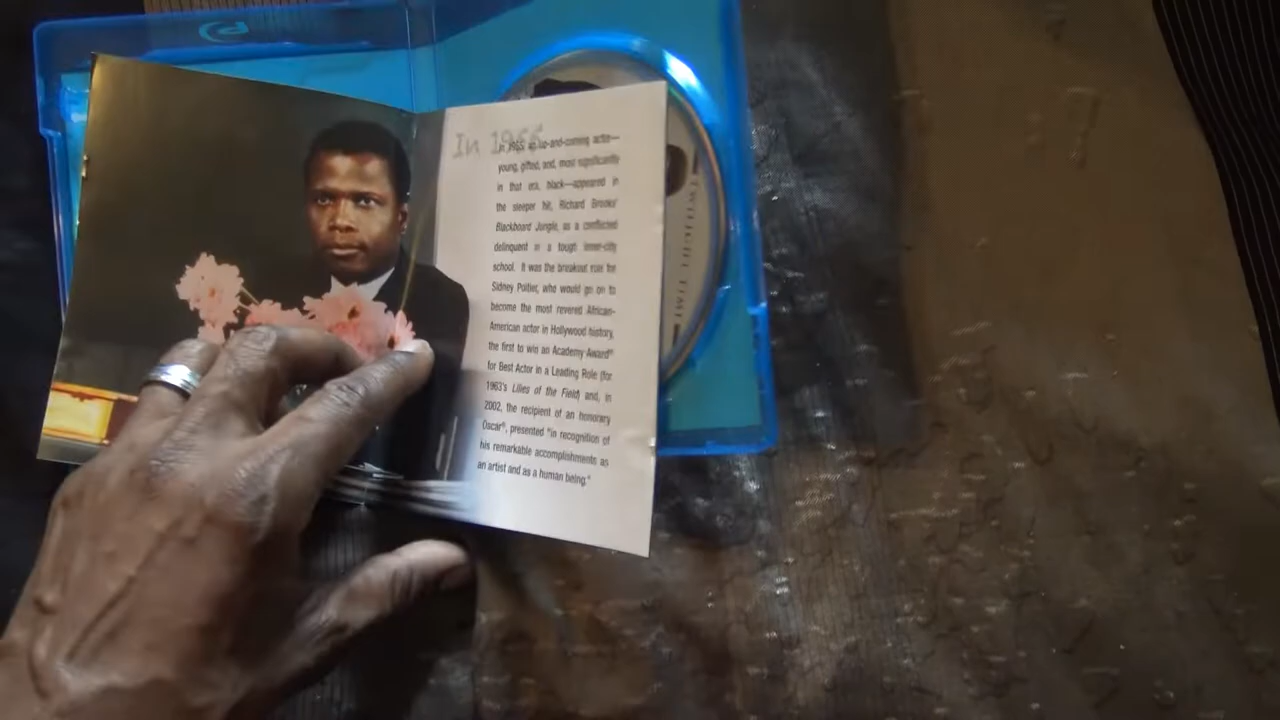 In 1955
In 1955 an up-and-coming actor—
young, gifted, and, most significantly
in that era, black—appeared in
the sleeper hit, Richard Brooks'
Blackboard Jungle, as a conflicted
delinquent in a tough inner-city
school. It was the breakout role for
Sidney Poitier, who would go on to
become the most revered African-
American actor in Hollywood history,
the first to win an Academy Award®
for Best Actor in a Leading Role (for
1963's Lilies of the Field) and, in
2002, the recipient of an honorary
Oscar®, presented "in recognition of
his remarkable accomplishments as
an artist and as a human being."
TWILIGHT TIME